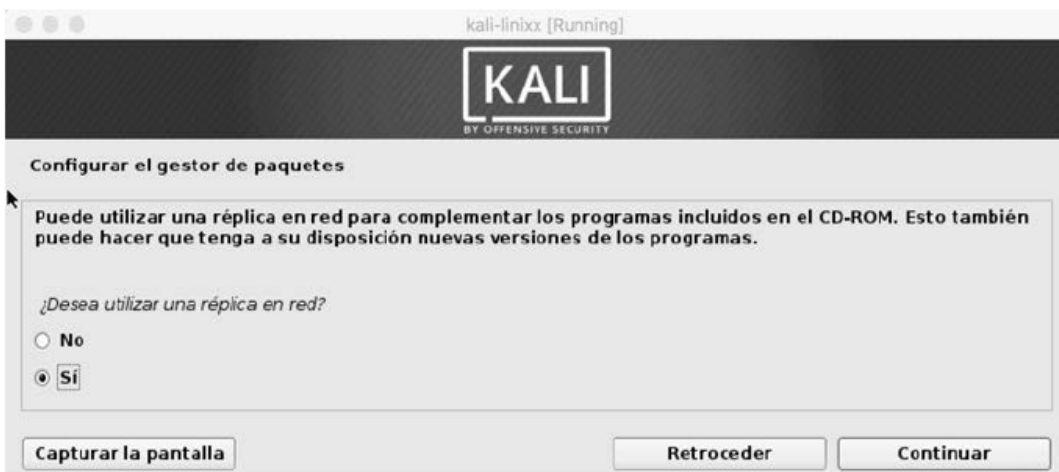 kali-linixx [Running]
KALI
BY OFFENSIVE SECURITY
Configurar el gestor de paquetes
Puede utilizar una réplica en red para complementar los programas incluidos en el CD-ROM. Esto también
puede hacer que tenga a su disposición nuevas versiones de los programas.
¿Desea utilizar una réplica en red?
No
Sí
Capturar la pantalla
Retroceder
Continuar